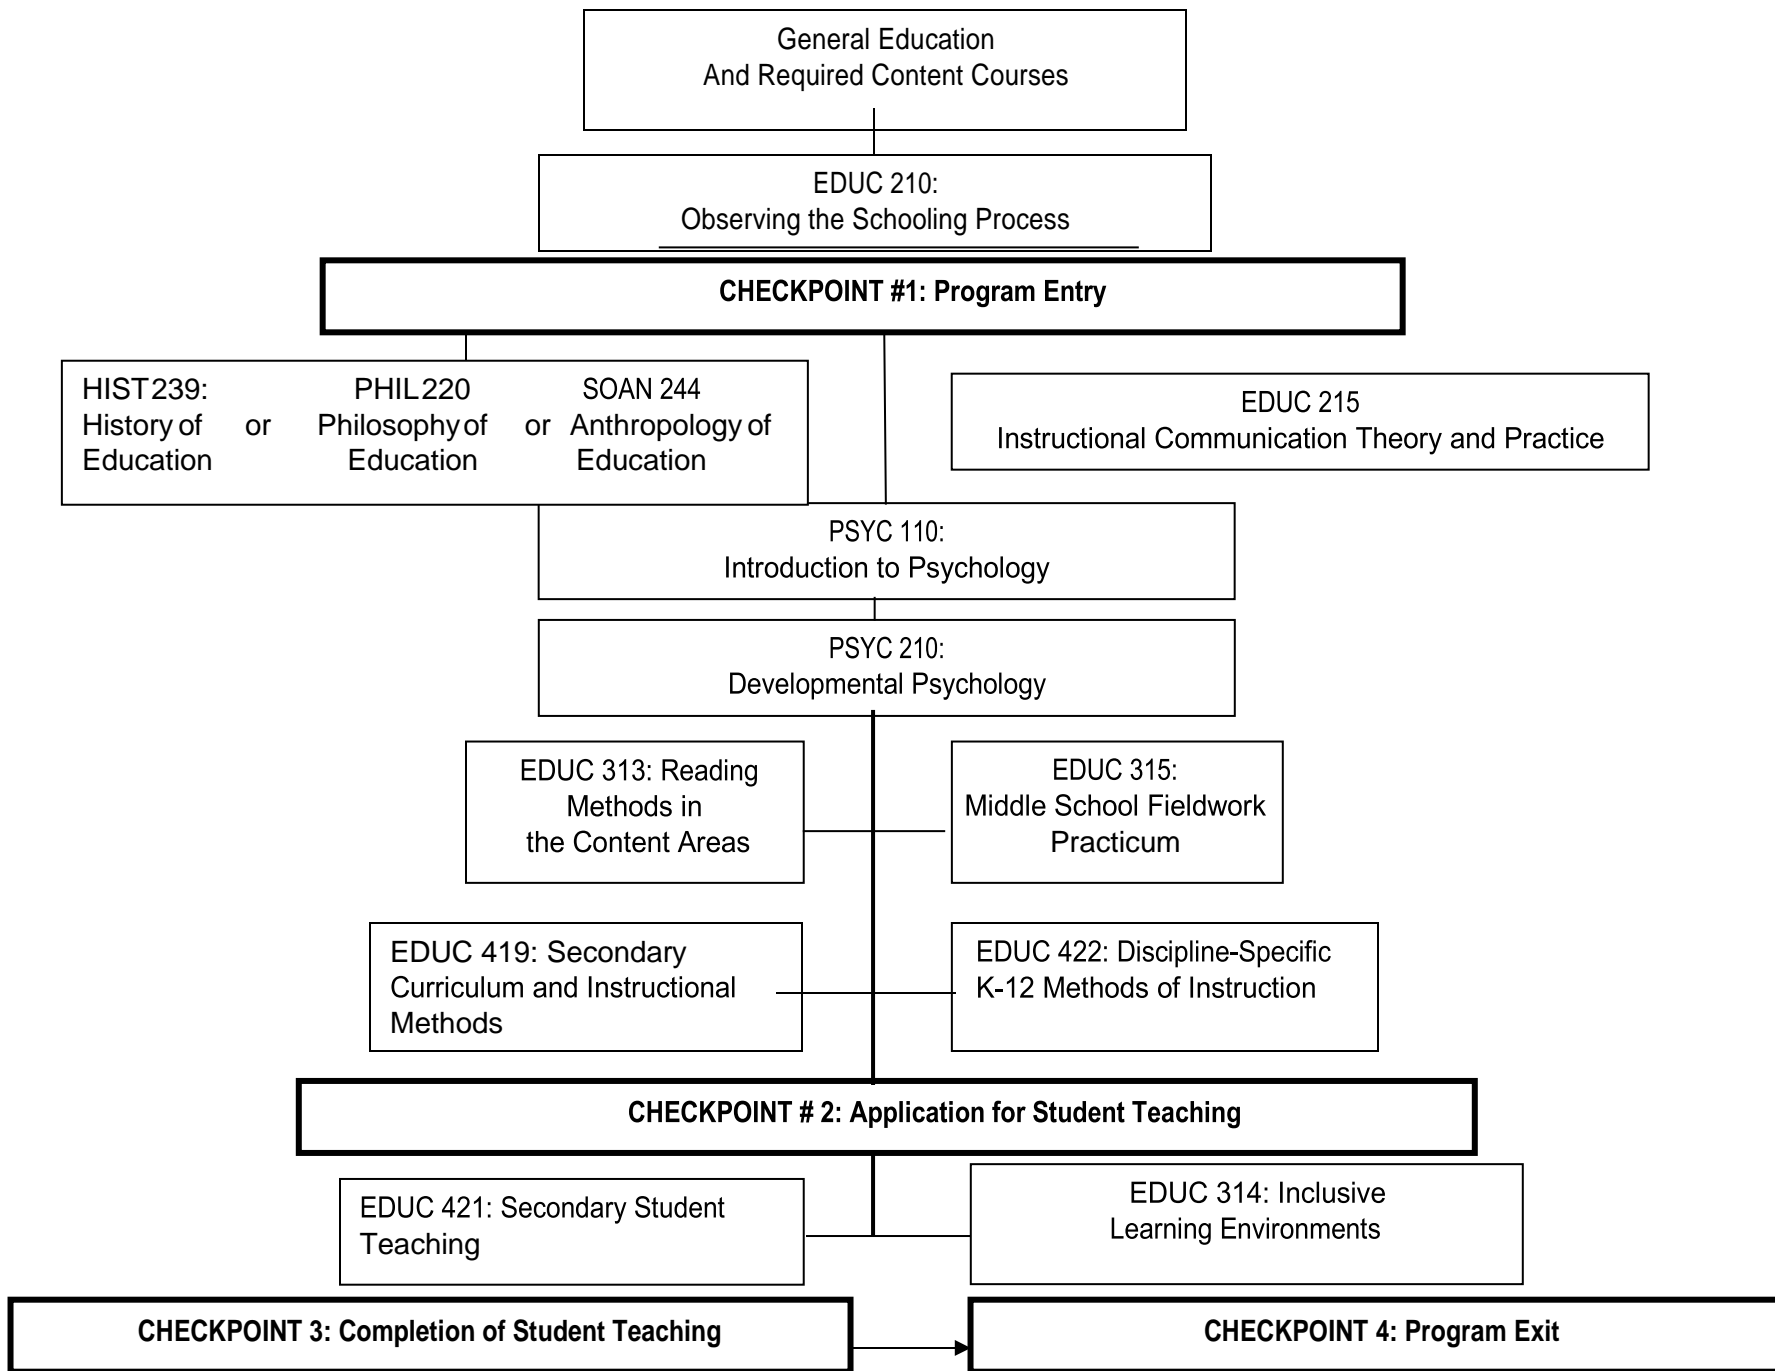 General Education
And Required Content Courses
EDUC 210:
Observing the Schooling Process
CHECKPOINT #1: Program Entry
HIST 239: PHIL 220 SOAN 244
History of or Philosophy of or Anthropology of
Education Education Education
EDUC 215
Instructional Communication Theory and Practice
PSYC 110:
Introduction to Psychology
PSYC 210:
Developmental Psychology
EDUC 313: Reading
Methods in
the Content Areas
EDUC 315:
Middle School Fieldwork
Practicum
EDUC 419: Secondary
Curriculum and Instructional
Methods
EDUC 422: Discipline-Specific
K-12 Methods of Instruction
CHECKPOINT # 2: Application for Student Teaching
EDUC 421: Secondary Student
Teaching
EDUC 314: Inclusive
Learning Environments
CHECKPOINT 3: Completion of Student Teaching
CHECKPOINT 4: Program Exit